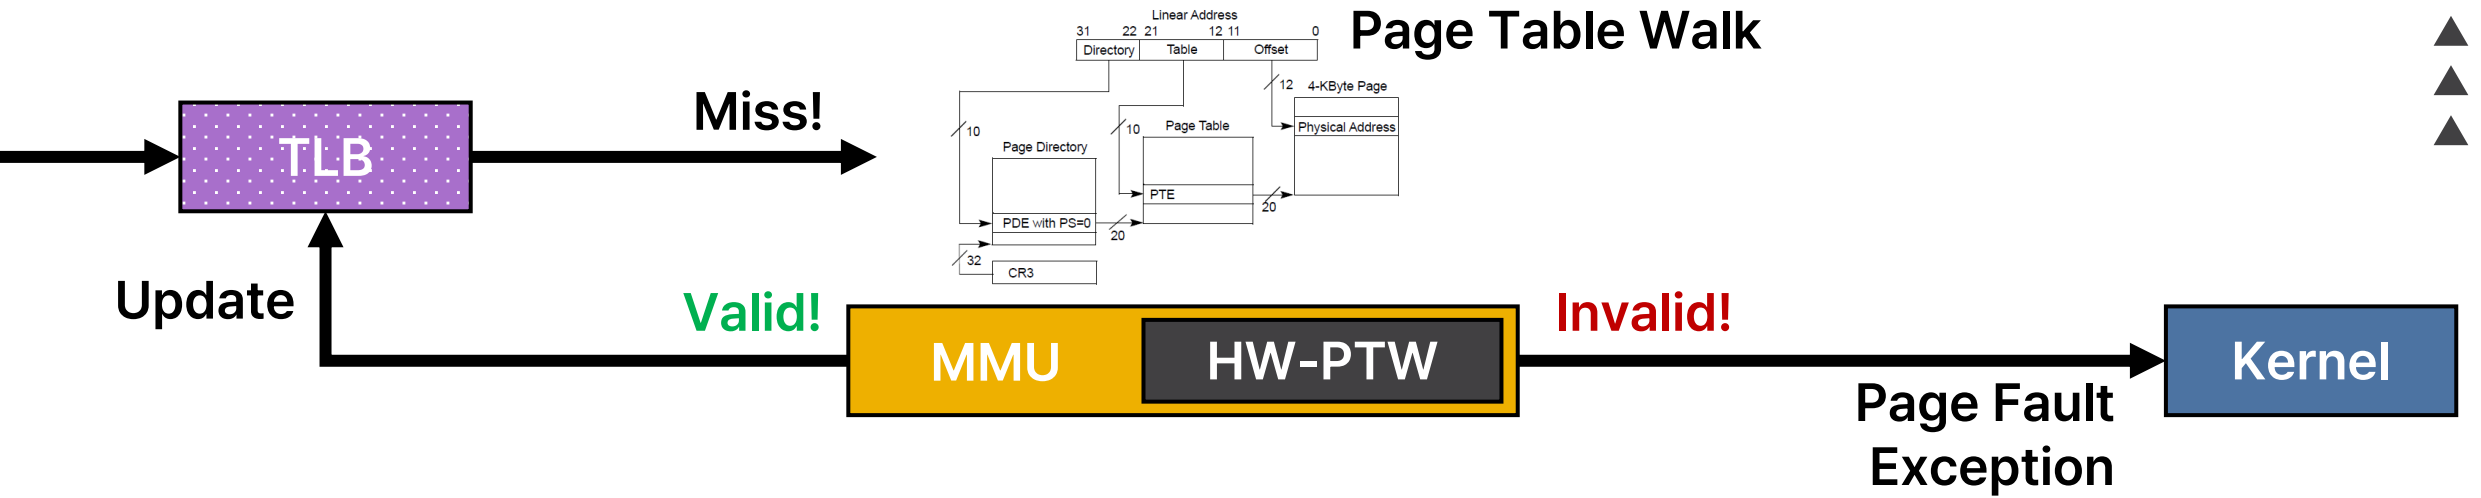 Linear Address
Page Table Walk
31 22 21 12 11 0
Directory Table Offset
12
4-KByte Page
Miss!
10
10
Page Table
Physical Address
TLB
Page Directory
PTE
20
PDE with PS=0
20
32
CR3
Update
Valid!
Invalid!
MMU
HW-PTW
Kernel
Page Fault
Exception